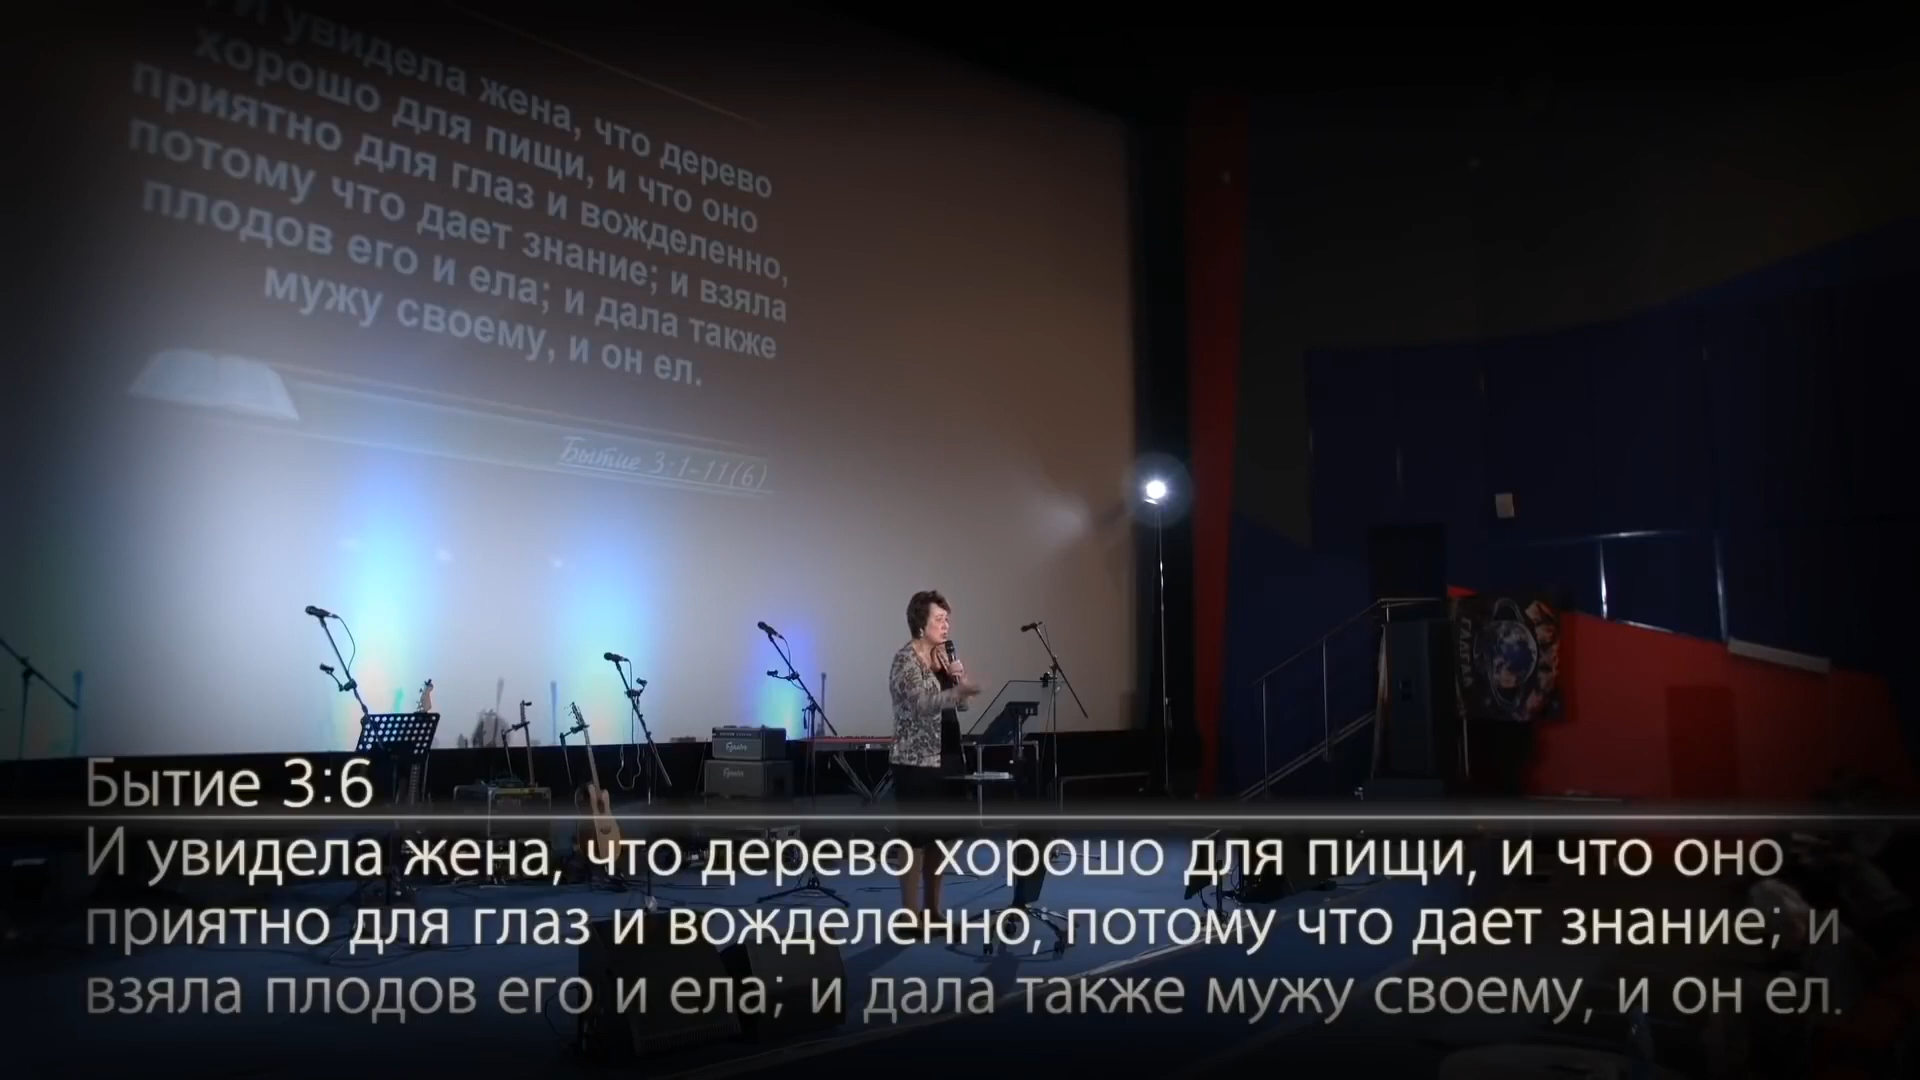 И увидела жена, что дерево
хорошо для пищи, и что оно
приятно для глаз и вожделенно,
потому что дает знание; и взяла
плодов его и ела; и дала также
мужу своему, и он ел.
Бытие 3:1-11(6)
Бытие 3:6
И увидела жена, что дерево хорошо для пищи, и что оно
приятно для глаз и вожделенно, потому что дает знание; и
взяла плодов его и ела; и дала также мужу своему, и он ел.